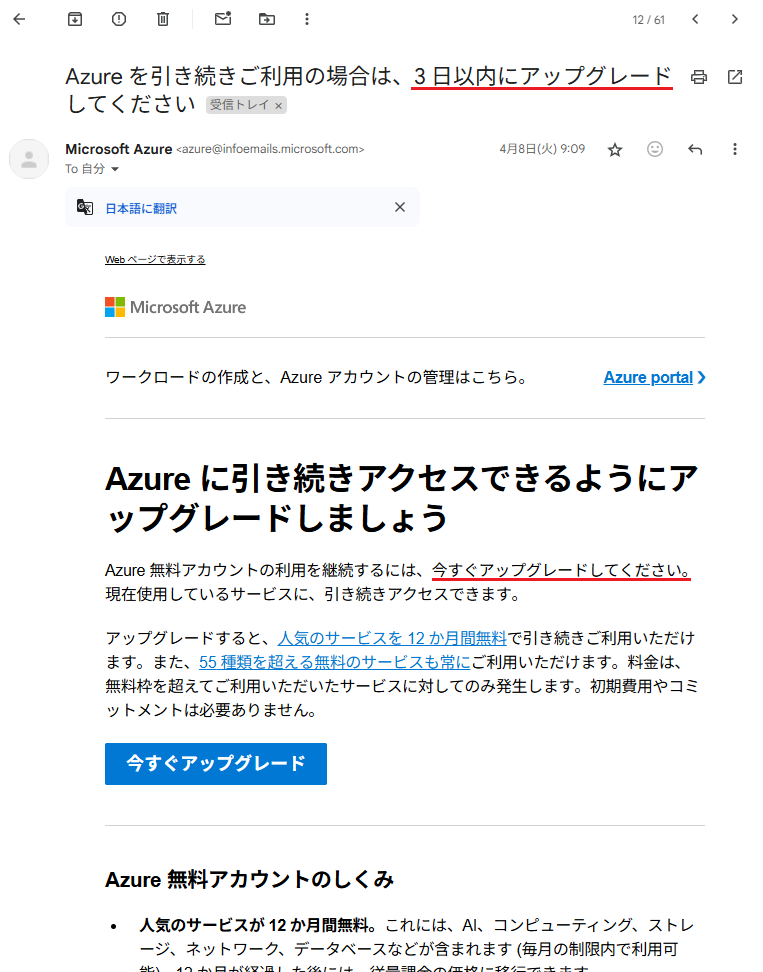 12 / 61
Azure を引き続きご利用の場合は、3 日以内にアップグレード
してください 受信トレイ ×
Microsoft Azure <azure@infoemails.microsoft.com> 4月8日(火) 9:09
To 自分
日本語に翻訳
Web ページで表示する
Microsoft Azure
ワークロードの作成と、Azure アカウントの管理はこちら。 Azure portal
Azure に引き続きアクセスできるようにア
ップグレードしましょう
Azure 無料アカウントの利用を継続するには、今すぐアップグレードしてください。
現在使用しているサービスに、引き続きアクセスできます。
アップグレードすると、人気のサービスを 12 か月間無料で引き続きご利用いただけ
ます。また、55 種類を超える無料のサービスも常にご利用いただけます。料金は、
無料枠を超えてご利用いただいたサービスに対してのみ発生します。初期費用やコミ
ットメントは必要ありません。
今すぐアップグレード
Azure 無料アカウントのしくみ
• 人気のサービスが 12 か月間無料。これには、AI、コンピューティング、ストレ
ージ、ネットワーク、データベースなどが含まれます (毎月の制限内で利用可
能)。12 か月が経過した後には、従量課金の価格に移行できます